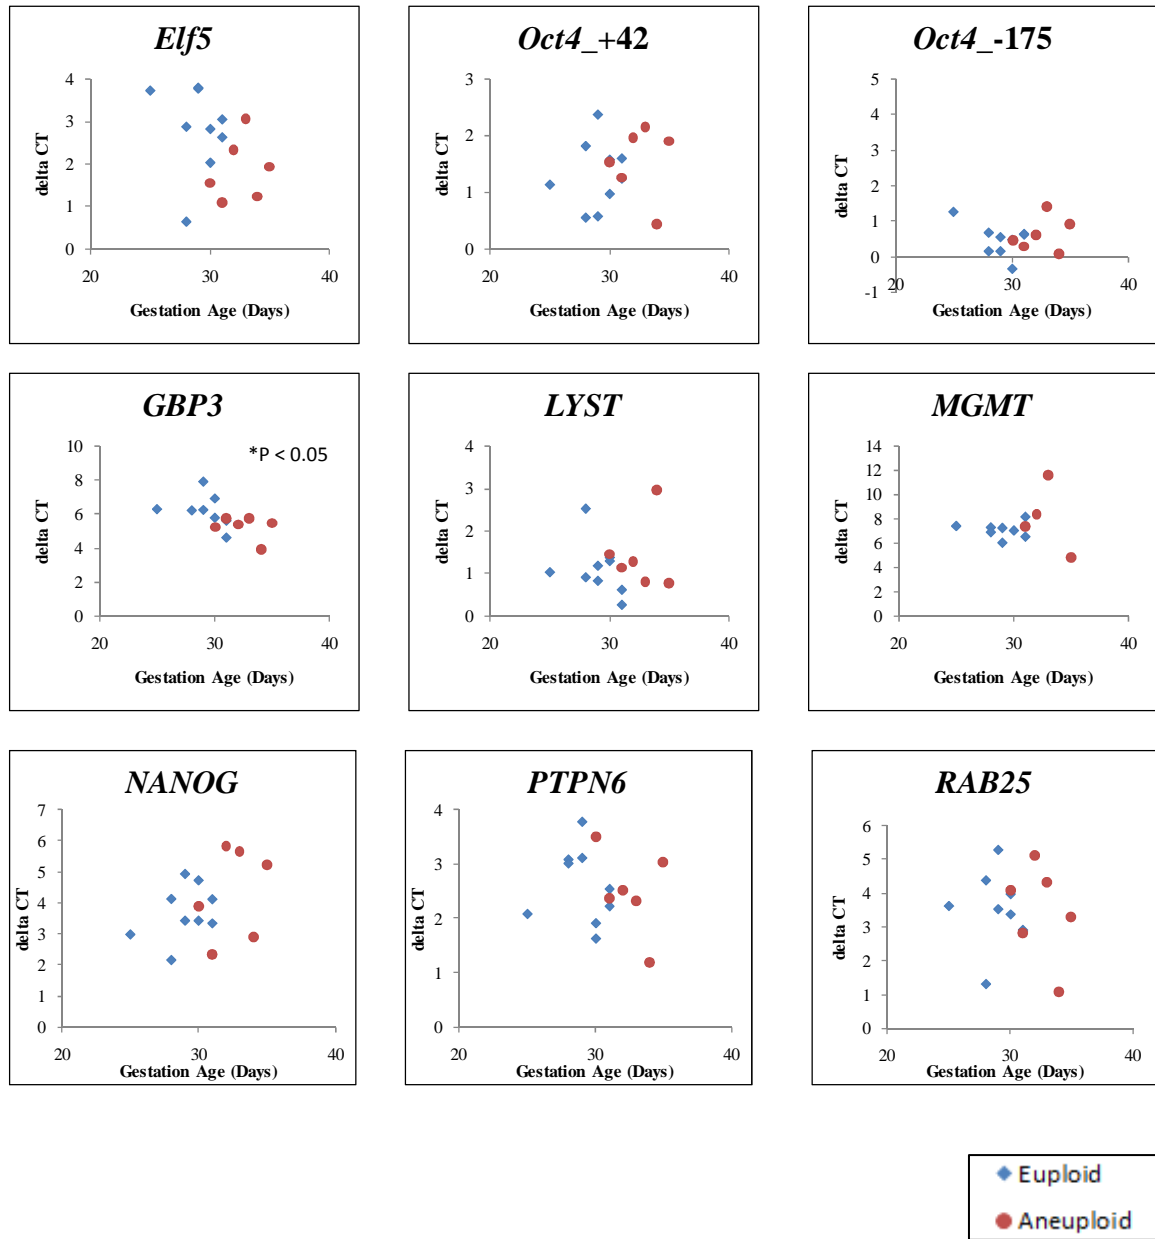 Elf5
4
3
2
1
0
20
30
40
delta CT
Gestation Age (Days)
Oct4_+42
3
2
1
0
20
30
40
delta CT
Gestation Age (Days)
Oct4_-175
5
4
3
2
1
0
-1
20
30
40
delta CT
Gestation Age (Days)
GBP3
*P < 0.05
10
8
6
4
2
0
20
30
40
delta CT
Gestation Age (Days)
LYST
4
3
2
1
0
20
30
40
delta CT
Gestation Age (Days)
MGMT
14
12
10
8
6
4
2
0
20
30
40
delta CT
Gestation Age (Days)
NANOG
7
6
5
4
3
2
1
0
20
30
40
delta CT
Gestation Age (Days)
PTPN6
4
3
2
1
0
20
30
40
delta CT
Gestation Age (Days)
RAB25
6
5
4
3
2
1
0
20
30
40
delta CT
Gestation Age (Days)
Euploid
Aneuploid